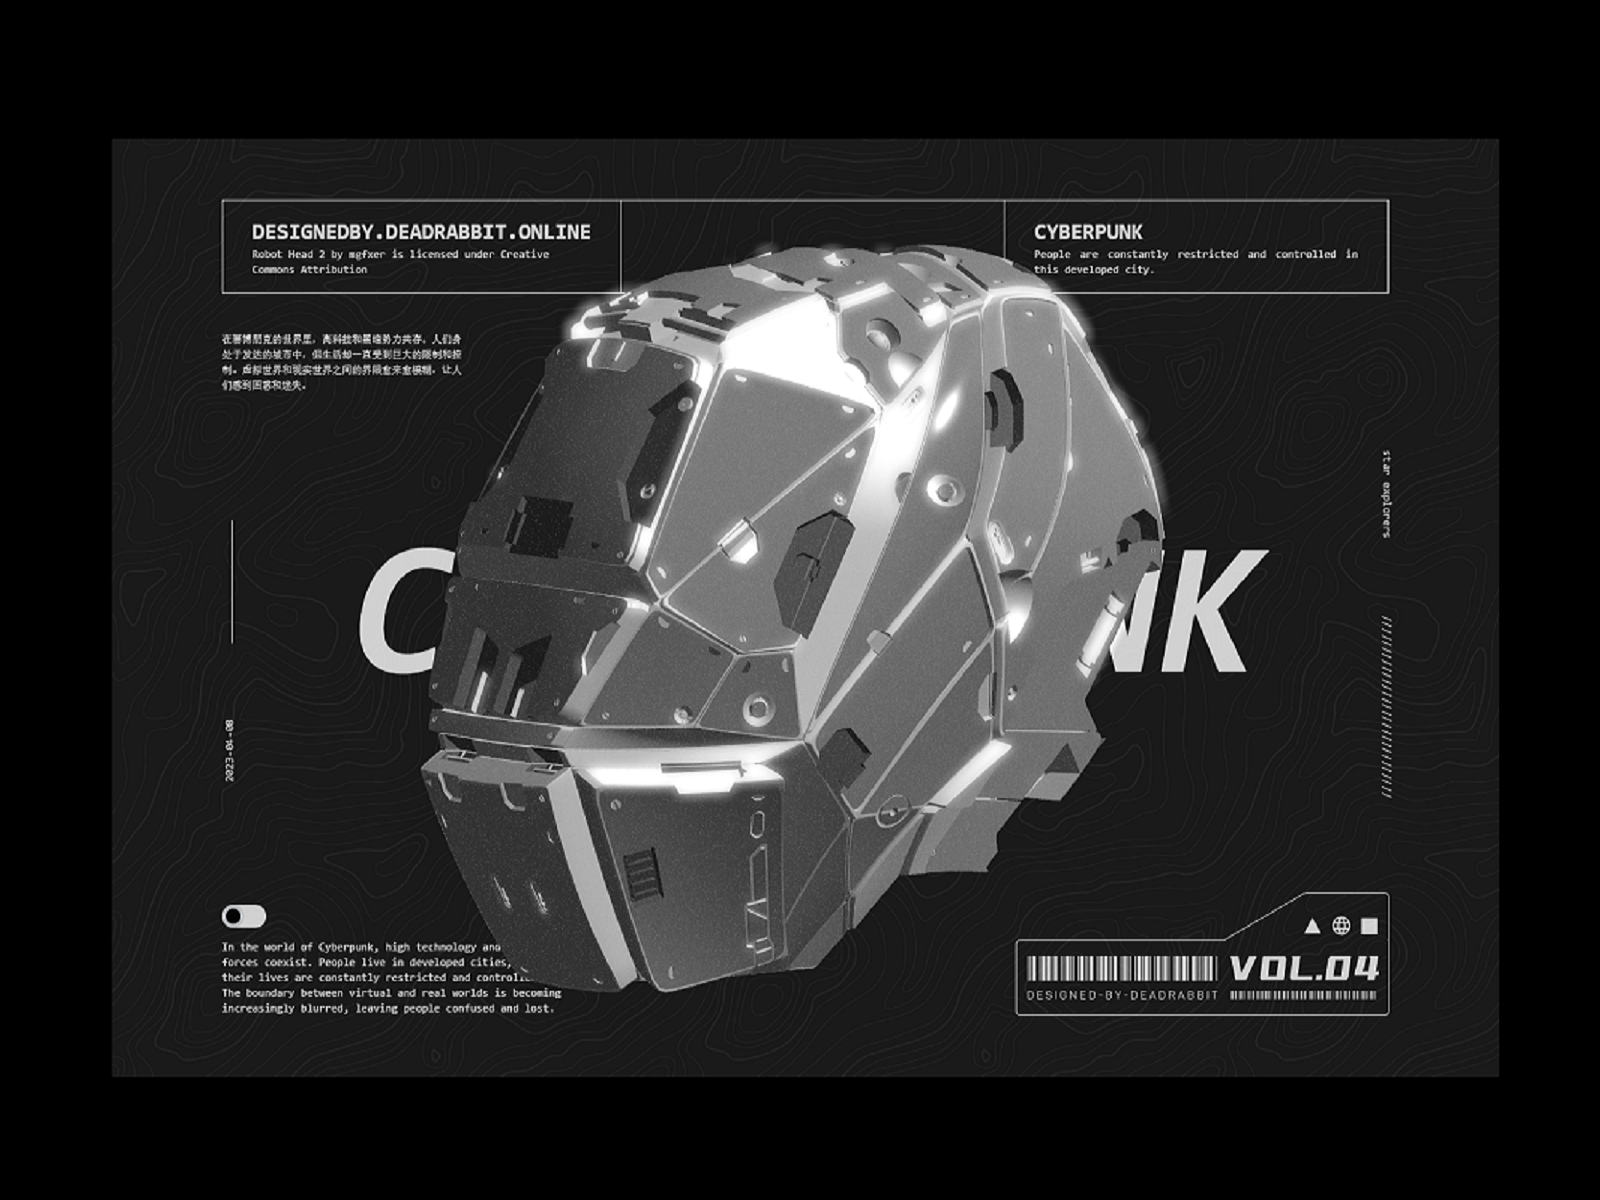 DESIGNEDBY.DEADRABBIT.ONLINE
Robot Head 2 by mgfxer is licensed under Creative
Commons Attribution
CYBERPUNK
People are constantly restricted and controlled in
this developed city.
在赛博朋克的世界里，高科技和黑暗势力共存。人们身
处于发达的城市中，但生活却一直受到巨大的限制和控
制。虚拟世界和现实世界之间的界限愈来愈模糊，让人
们感到困惑和迷失。
star explorers
C
NK
2023-04-08
In the world of Cyberpunk, high technology and
forces coexist. People live in developed cities,
their lives are constantly restricted and
The boundary between virtual and real worlds is becoming
increasingly blurred, leaving people confused and lost.
VOL.04
DESIGNED-BY-DEADRABBIT